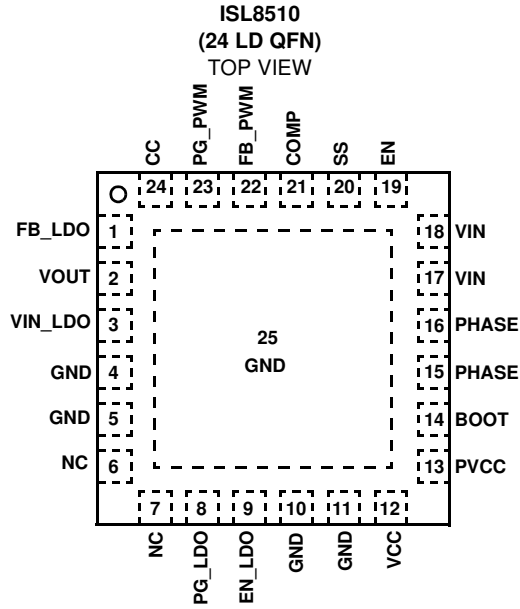 ISL8510
(24 LD QFN)
TOP VIEW
CC
PG_PWM
FB_PWM
COMP
SS
EN
24
23
22
21
20
19
FB_LDO 1
VOUT 2
VIN_LDO 3
GND 4
GND 5
NC 6
25
GND
18 VIN
17 VIN
16 PHASE
15 PHASE
14 BOOT
13 PVCC
7
8
9
10
11
12
NC
PG_LDO
EN_LDO
GND
GND
VCC